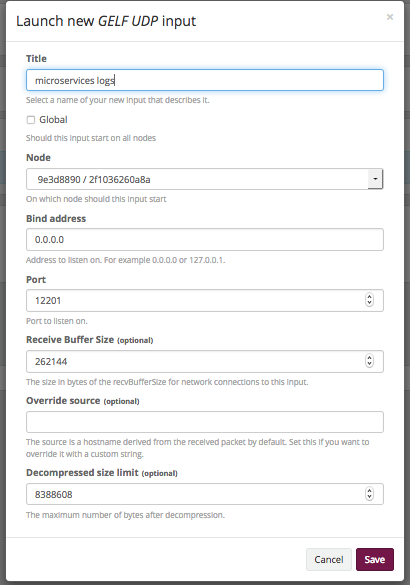 Launch new GELF UDP input
×
Title
microservices logs
Select a name of your new input that describes it.
Global
Should this input start on all nodes
Node
9e3d8890 / 2f1036260a8a
On which node should this input start
Bind address
0.0.0.0
Address to listen on. For example 0.0.0.0 or 127.0.0.1.
Port
12201
Port to listen on.
Receive Buffer Size (optional)
262144
The size in bytes of the recvBufferSize for network connections to this input.
Override source (optional)
The source is a hostname derived from the received packet by default. Set this if you want to
override it with a custom string.
Decompressed size limit (optional)
8388608
The maximum number of bytes after decompression.
Cancel
Save